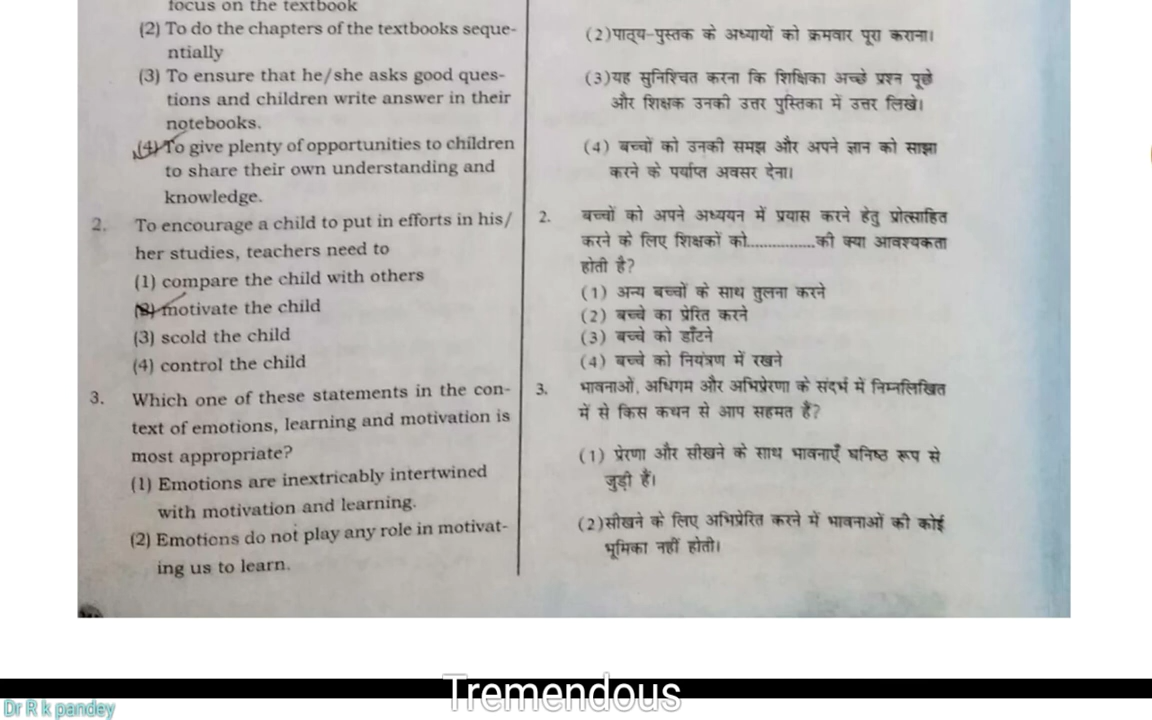 focus on the textbook
(2) To do the chapters of the textbooks seque-
ntially
(3) To ensure that he/she asks good ques-
tions and children write answer in their
notebooks.
(4) To give plenty of opportunities to children
to share their own understanding and
knowledge.
2. To encourage a child to put in efforts in his/
her studies, teachers need to
(1) compare the child with others
(2) motivate the child
(3) scold the child
(4) control the child
3. Which one of these statements in the con-
text of emotions, learning and motivation is
most appropriate?
(1) Emotions are inextricably intertwined
with motivation and learning.
(2) Emotions do not play any role in motivat-
ing us to learn.
(2)पाठ्य-पुस्तक के अध्यायों को क्रमवार पूरा कराना।
(3)यह सुनिश्चित करना कि शिक्षिका अच्छे प्रश्न पूछे
और शिक्षक उनकी उत्तर पुस्तिका में उत्तर लिखे।
(4) बच्चों को उनकी समझ और अपने ज्ञान को साझा
करने के पर्याप्त अवसर देना।
2. बच्चों को अपने अध्ययन में प्रयास करने हेतु प्रोत्साहित
करने के लिए शिक्षकों को................की क्या आवश्यकता
होती है?
(1) अन्य बच्चों के साथ तुलना करने
(2) बच्चे का प्रेरित करने
(3) बच्चे को डाँटने
(4) बच्चे को नियंत्रण में रखने
3. भावनाओं, अधिगम और अभिप्रेरणा के संदर्भ में निम्नलिखित
में से किस कथन से आप सहमत हैं?
(1) प्रेरणा और सीखने के साथ भावनाएँ घनिष्ठ रूप से
जुड़ी हैं।
(2)सीखने के लिए अभिप्रेरित करने में भावनाओं की कोई
भूमिका नहीं होती।
Tremendous
Dr R k pandey